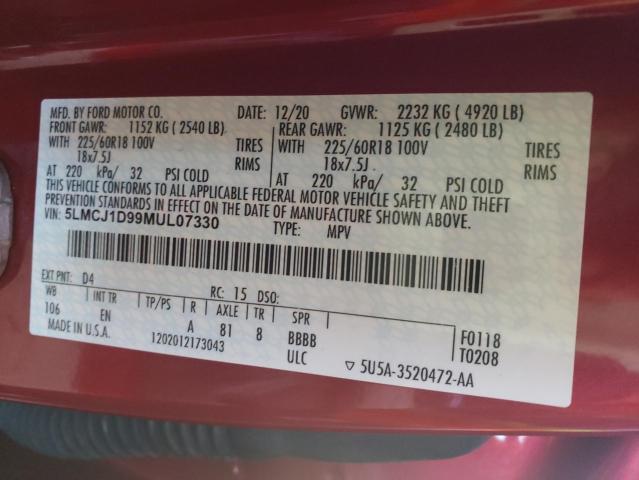 MFD. BY FORD MOTOR CO. DATE: 12/20 GVWR: 2232 KG ( 4920 LB)
FRONT GAWR: 1152 KG ( 2540 LB) REAR GAWR: 1125 KG ( 2480 LB)
WITH 225/60R18 100V TIRES WITH 225/60R18 100V TIRES
18x7.5J RIMS 18x7.5J RIMS
AT 220 kPa/ 32 PSI COLD AT 220 kPa/ 32 PSI COLD
THIS VEHICLE CONFORMS TO ALL APPLICABLE FEDERAL MOTOR VEHICLE SAFETY AND THEFT
PREVENTION STANDARDS IN EFFECT ON THE DATE OF MANUFACTURE SHOWN ABOVE.
VIN: 5LMCJ1D99MUL07330 TYPE: MPV
EXT PNT: D4 RC: 15 DSO:
WB INT TR TP/PS R AXLE TR SPR
106 EN A 81 8 BBBB F0118
MADE IN U.S.A. 1202012173043 ULC T0208
▽ 5U5A-3520472-AA